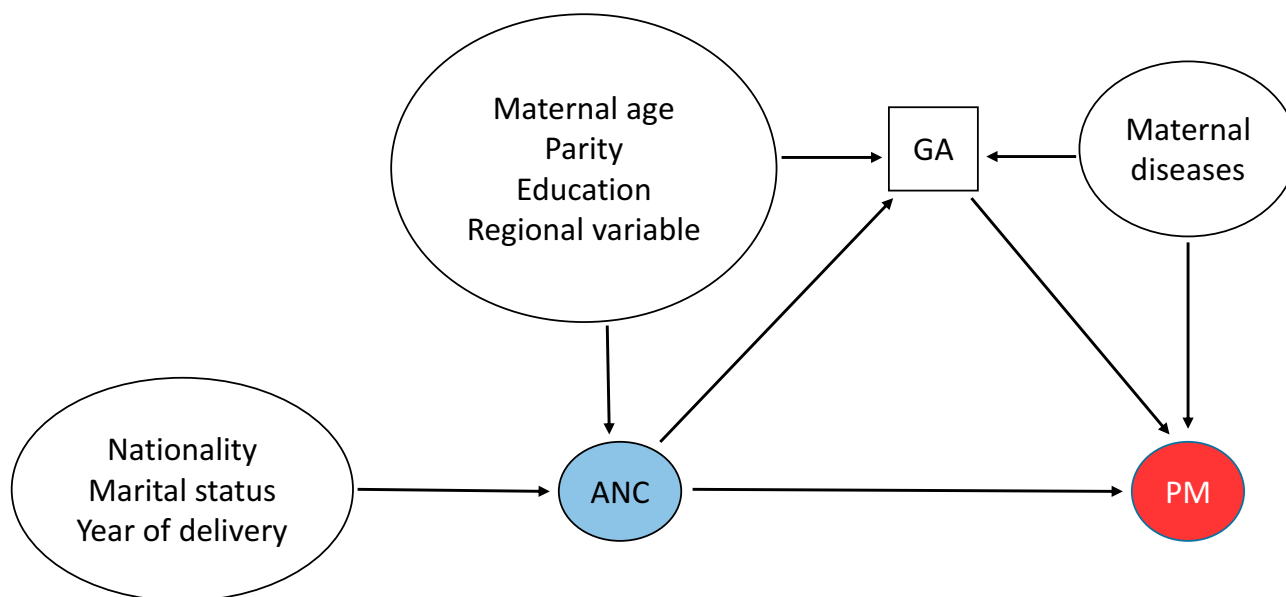 Maternal age
Parity
Education
Regional variable
GA
Maternal
diseases
Nationality
Marital status
Year of delivery
ANC
PM